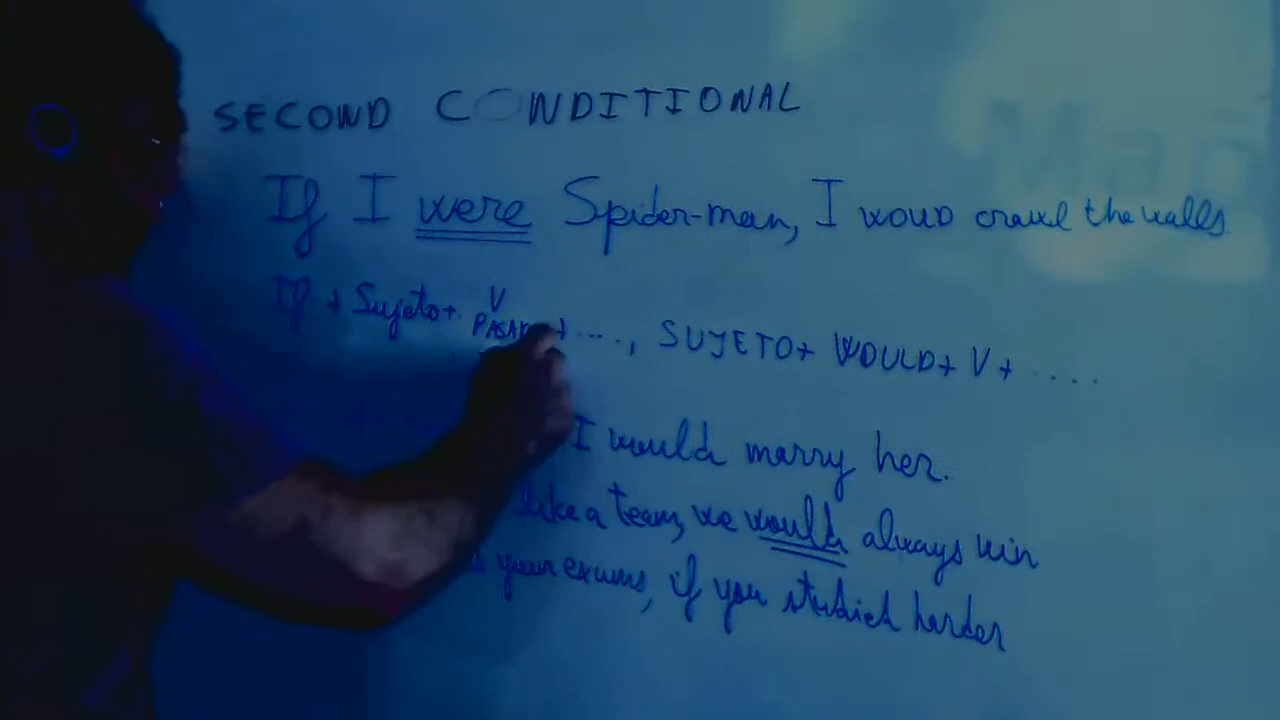 SECOND CONDITIONAL
If I were Spider-man, I would crawl the walls
If + Sujeto + V + ...., SUJETO + WOULD + V + ....
I would marry her.
like a team, we would always win
your exams, if you studied harder